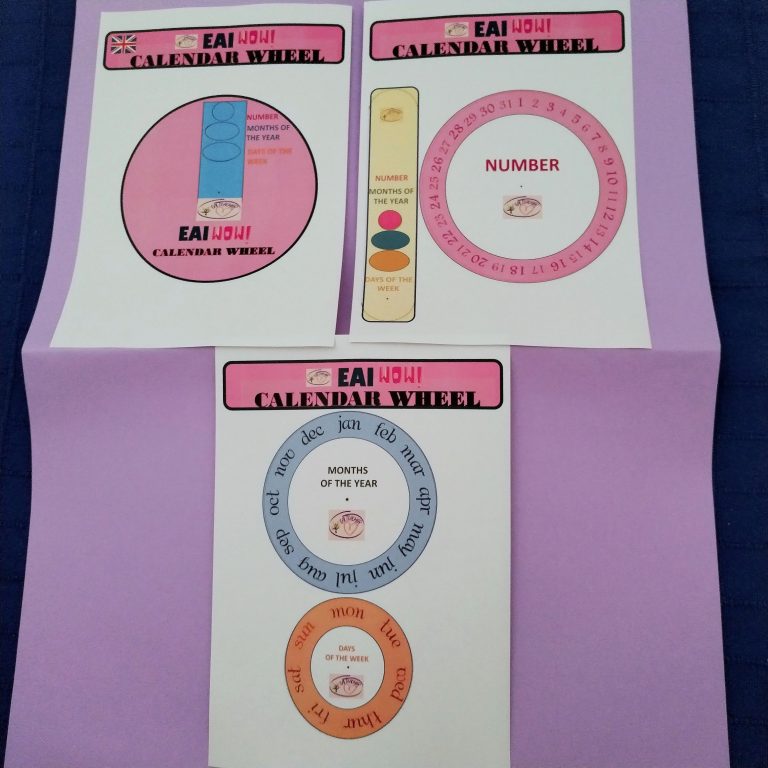 EAI WOW!
CALENDAR WHEEL
NUMBER
MONTHS OF
THE YEAR
DAYS OF THE
WEEK
EAI WOW!
CALENDAR WHEEL
EAI WOW!
CALENDAR WHEEL
NUMBER
MONTHS OF
THE YEAR
DAYS OF THE
WEEK
1 2 3 4 5 6 7 8 9 10 11 12 13 14 15 16 17 18 19 20 21 22 23 24 25 26 27 28 29 30 31
NUMBER
EAI WOW!
CALENDAR WHEEL
jan feb mar apr may jun jul aug sep oct nov dec
MONTHS
OF THE YEAR
mon tue wed thur fri sat sun
DAYS
OF THE WEEK